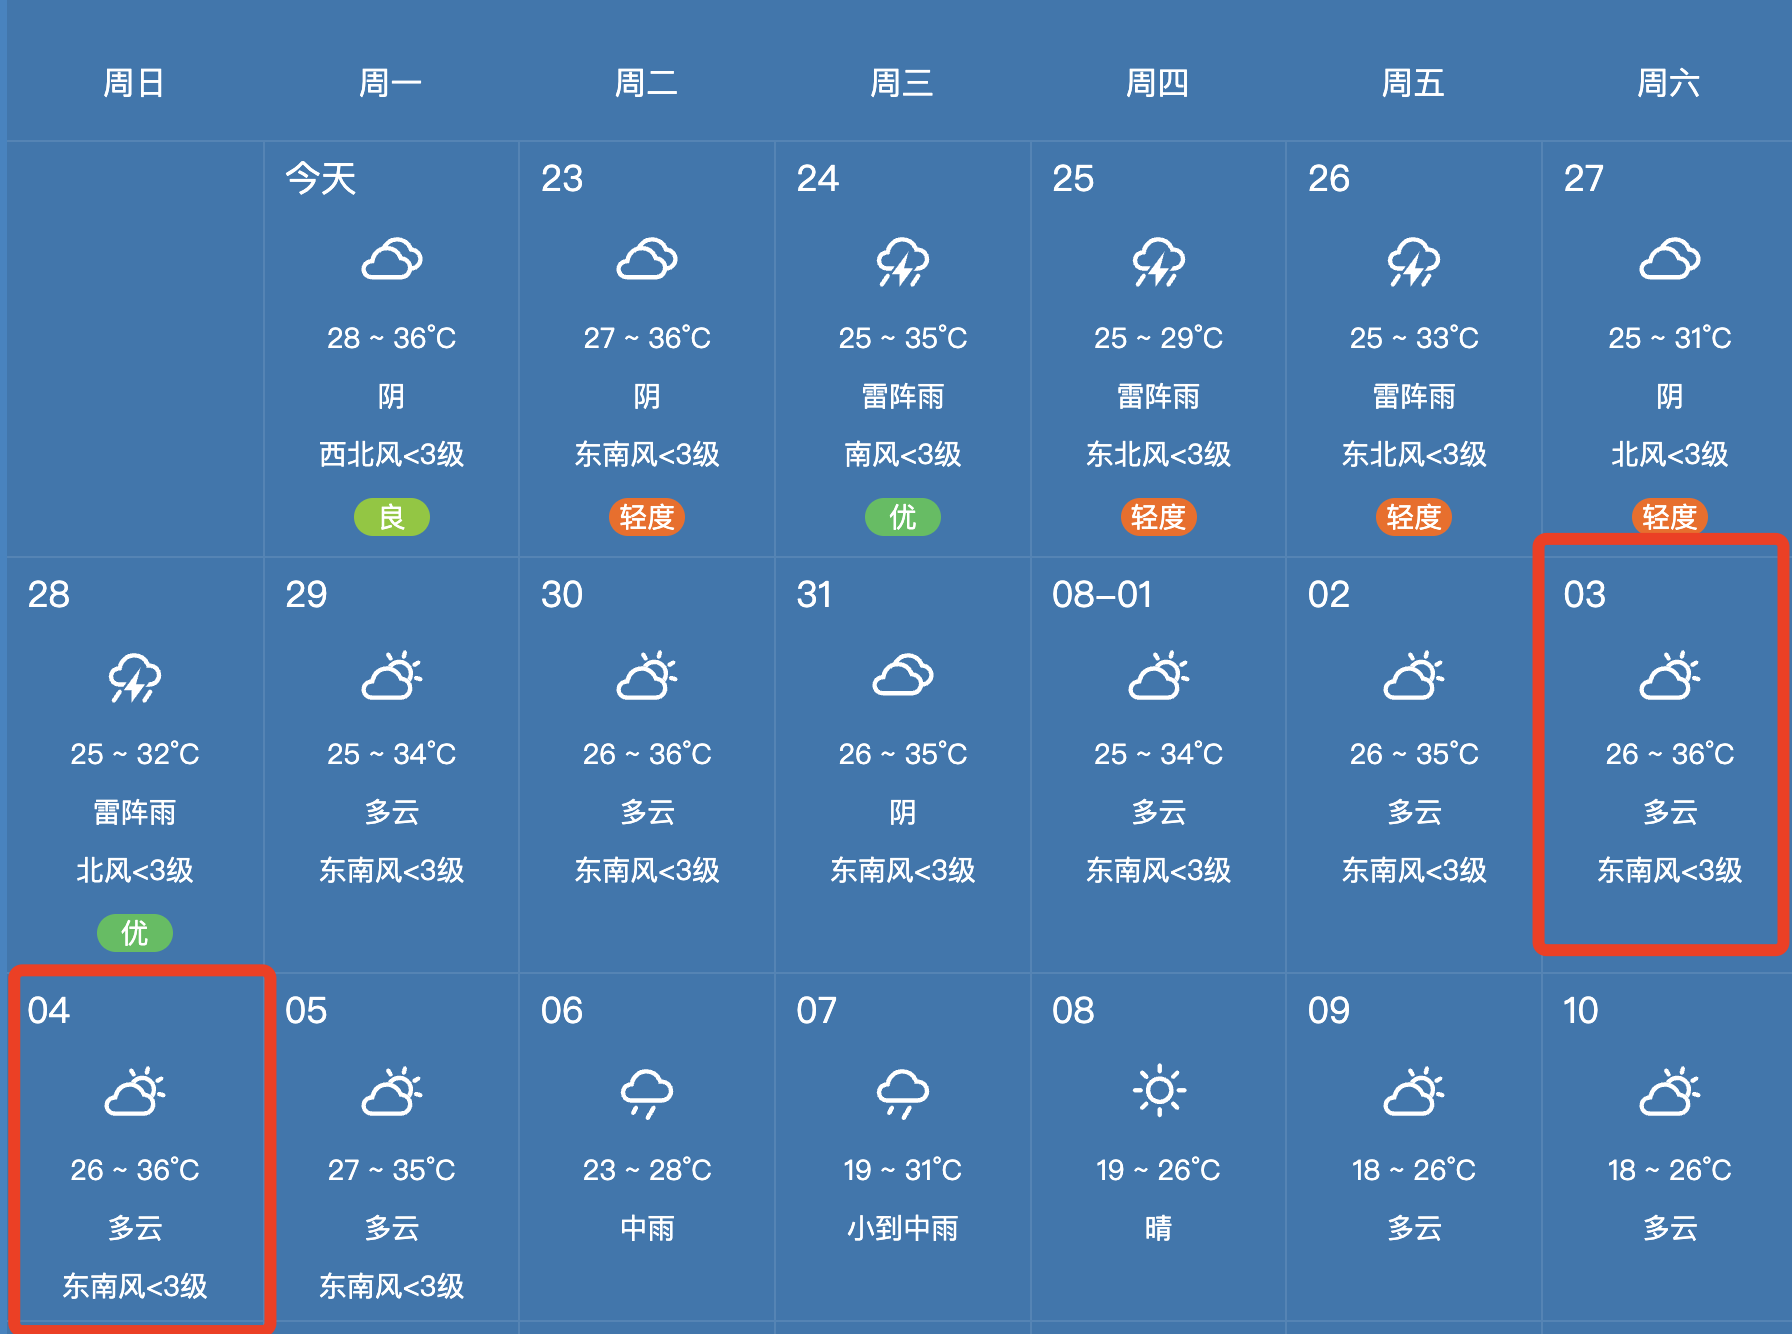 周日 周一 周二 周三 周四 周五 周六
今天 23 24 25 26 27
28 ~ 36°C 27 ~ 36°C 25 ~ 35°C 25 ~ 29°C 25 ~ 33°C 25 ~ 31°C
阴 阴 雷阵雨 雷阵雨 雷阵雨 阴
西北风<3级 东南风<3级 南风<3级 东北风<3级 东北风<3级 北风<3级
良 轻度 优 轻度 轻度 轻度
28 29 30 31 08-01 02 03
25 ~ 32°C 25 ~ 34°C 26 ~ 36°C 26 ~ 35°C 25 ~ 34°C 26 ~ 35°C 26 ~ 36°C
雷阵雨 多云 多云 阴 多云 多云 多云
北风<3级 东南风<3级 东南风<3级 东南风<3级 东南风<3级 东南风<3级 东南风<3级
优
04 05 06 07 08 09 10
26 ~ 36°C 27 ~ 35°C 23 ~ 28°C 19 ~ 31°C 19 ~ 26°C 18 ~ 26°C 18 ~ 26°C
多云 多云 中雨 小到中雨 晴 多云 多云
东南风<3级 东南风<3级